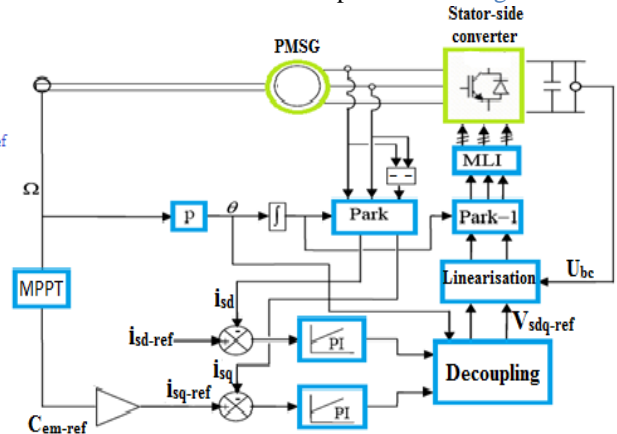 Stator-side
converter
PMSG
ef
Ω
MLI
p
θ
∫
Park
Park-1
- -
MPPT
isd
Linearisation
Ubc
isd-ref
-
+
PI
Vsdq-ref
isq
Decoupling
isq-ref
-
+
PI
Cem-ref